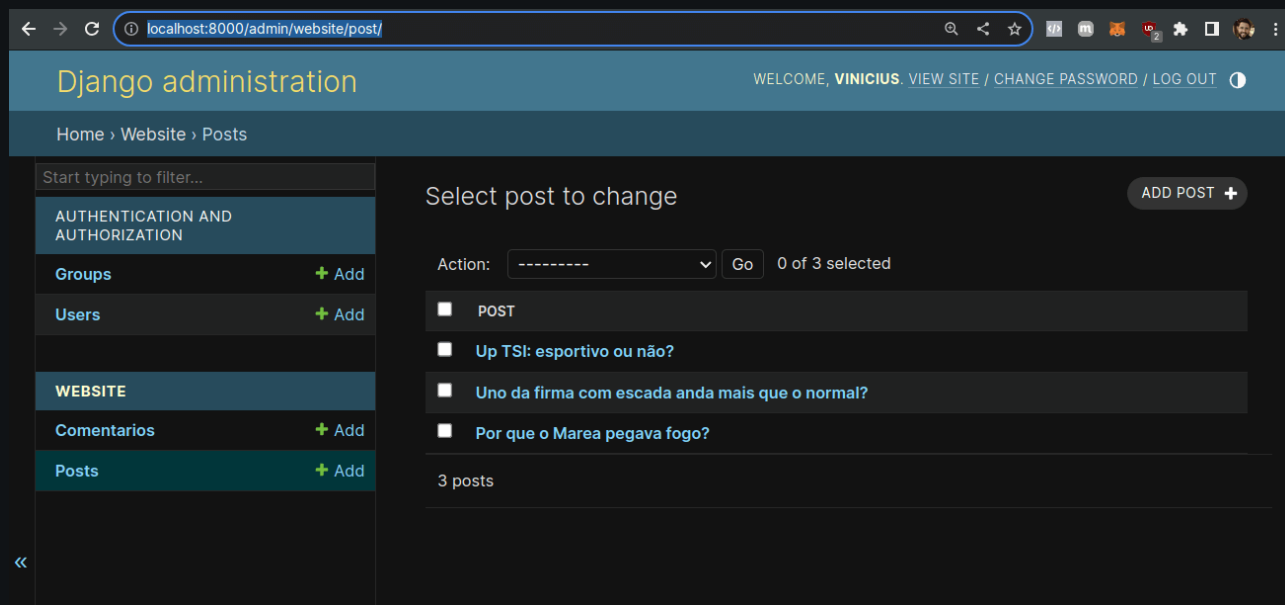 localhost:8000/admin/website/post/
2
Django administration
WELCOME, VINICIUS. VIEW SITE / CHANGE PASSWORD / LOG OUT
Home › Website › Posts
Start typing to filter...
AUTHENTICATION AND
AUTHORIZATION
Groups + Add
Users + Add
WEBSITE
Comentarios + Add
Posts + Add
«
Select post to change
ADD POST +
Action: --------- Go 0 of 3 selected
POST
Up TSI: esportivo ou não?
Uno da firma com escada anda mais que o normal?
Por que o Marea pegava fogo?
3 posts